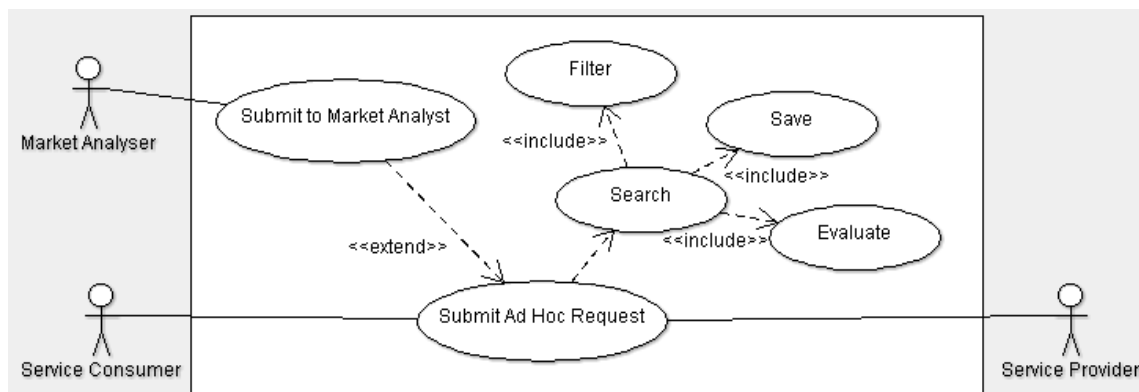 Filter
Submit to Market Analyst
Save
Market Analyser
<<include>>
<<include>>
Search
Evaluate
<<include>>
<<extend>>
Submit Ad Hoc Request
Service Consumer
Service Provider